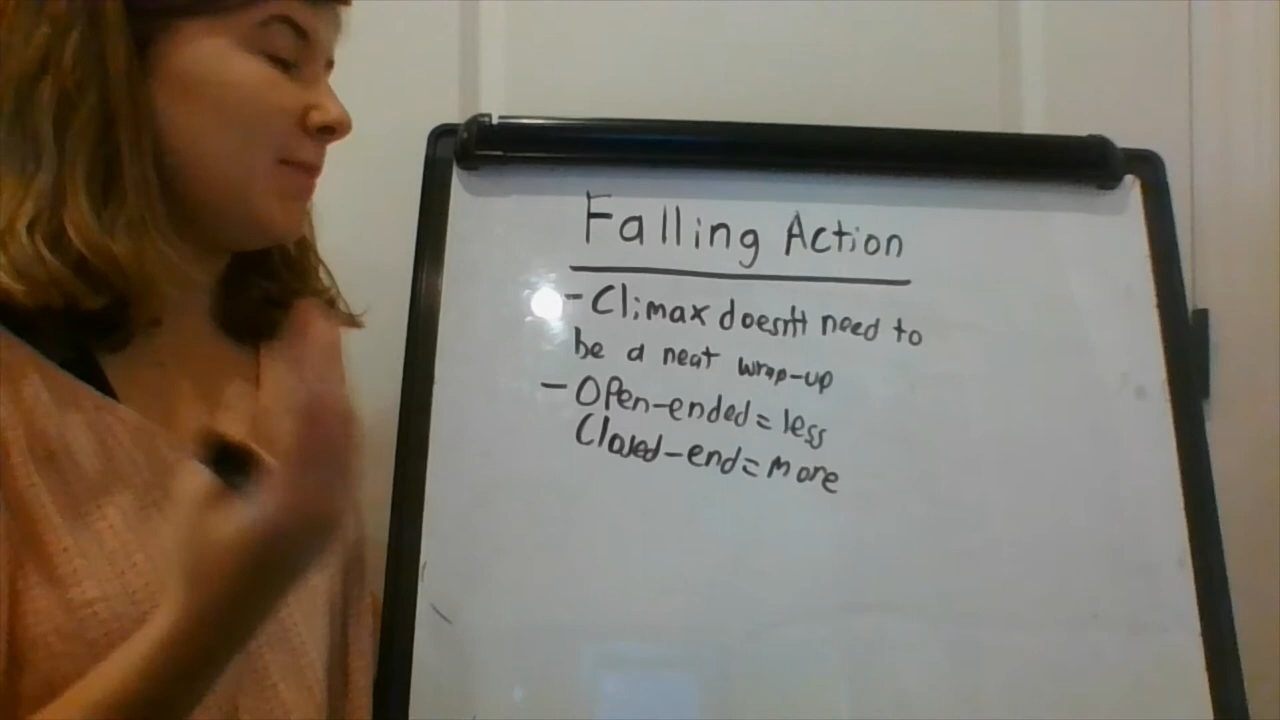 Falling Action
- Climax doesn't need to
be a neat wrap-up
- Open-ended = less
Closed-end = more